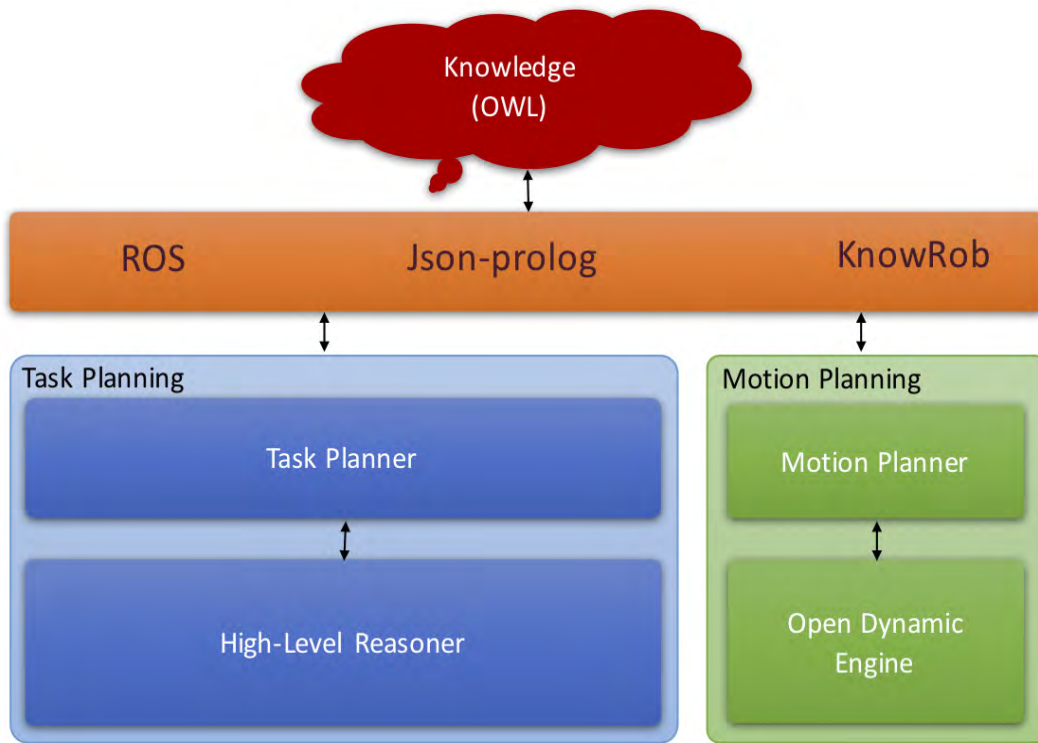 Knowledge
(OWL)
ROS Json-prolog KnowRob
Task Planning
Task Planner
High-Level Reasoner
Motion Planning
Motion Planner
Open Dynamic
Engine